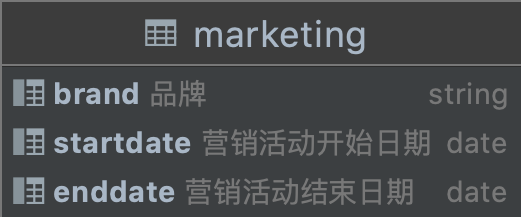 marketing
brand 品牌 string
startdate 营销活动开始日期 date
enddate 营销活动结束日期 date